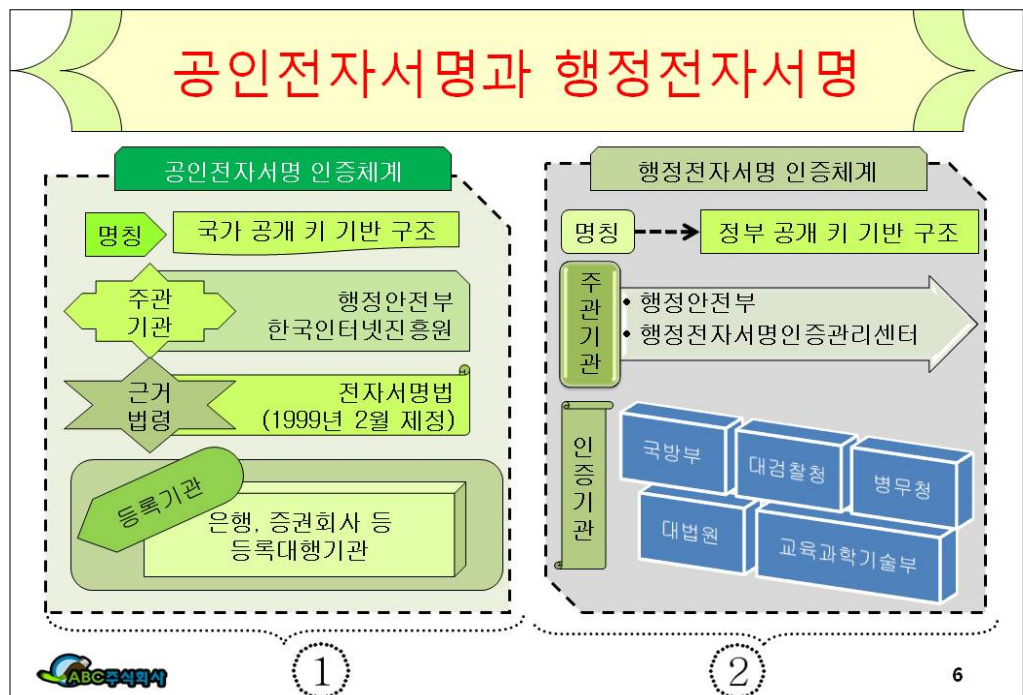 공인전자서명과 행정전자서명
공인전자서명 인증체계
명칭
국가 공개 키 기반 구조
주관
기관
행정안전부
한국인터넷진흥원
근거
법령
전자서명법
(1999년 2월 제정)
등록기관
은행, 증권회사 등
등록대행기관
1
행정전자서명 인증체계
명칭
정부 공개 키 기반 구조
주관기관
• 행정안전부
• 행정전자서명인증관리센터
인증기관
국방부
대검찰청
병무청
대법원
교육과학기술부
2
ABC주식회사
6